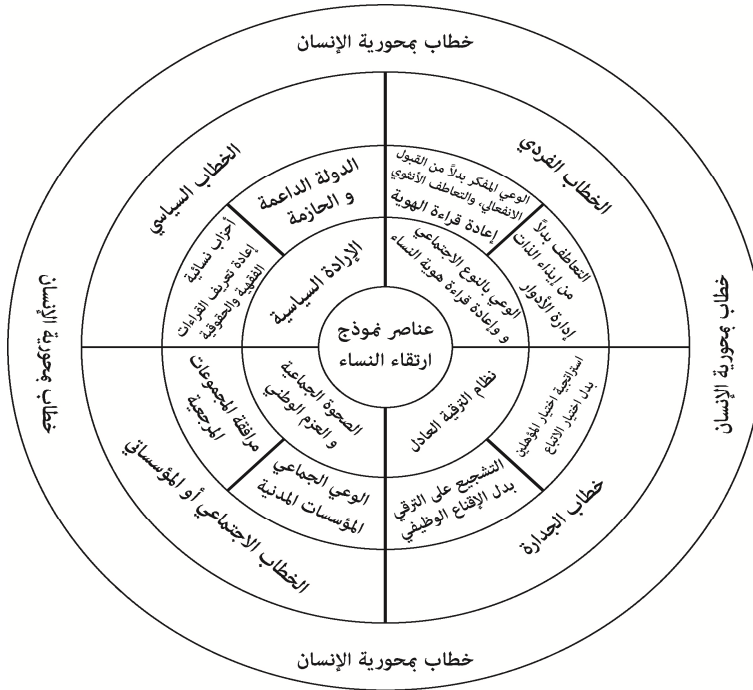 خطاب بمحورية الإنسان
الخطاب الفردي
الوعي المفكر بدلاً من القبول
الانفعالي، والتعاطف الأنثوي
إعادة قراءة الهوية
التعاطف بدلاً
من إيذاء الذات
إدارة الأدوار
الوعي بالنوع الاجتماعي
و وإعادة قراءة هوية النساء
الخطاب السياسي
الدولة الداعمة
و الحازمة
أحزاب نسائية
إعادة تعريف القراءات
الفقهية والحقوقية
الإرادة السياسية
عناصر نموذج
ارتقاء النساء
خطاب بمحورية الإنسان
خطاب بمحورية الإنسان
نظام الترقية التعادل
استراتيجية اختيار المؤهلين
بدل اختيار الاتباع
التشجيع على الترقي
بدل الإقناع الوظيفي
خطاب الجدارة
الصحوة الجماعية
و العزم الوطني
مرافقة المجموعات
المرجعية
الوعي الجماعي
المؤسسات المدنية
الخطاب الاجتماعي أو المؤسساتي
خطاب بمحورية الإنسان